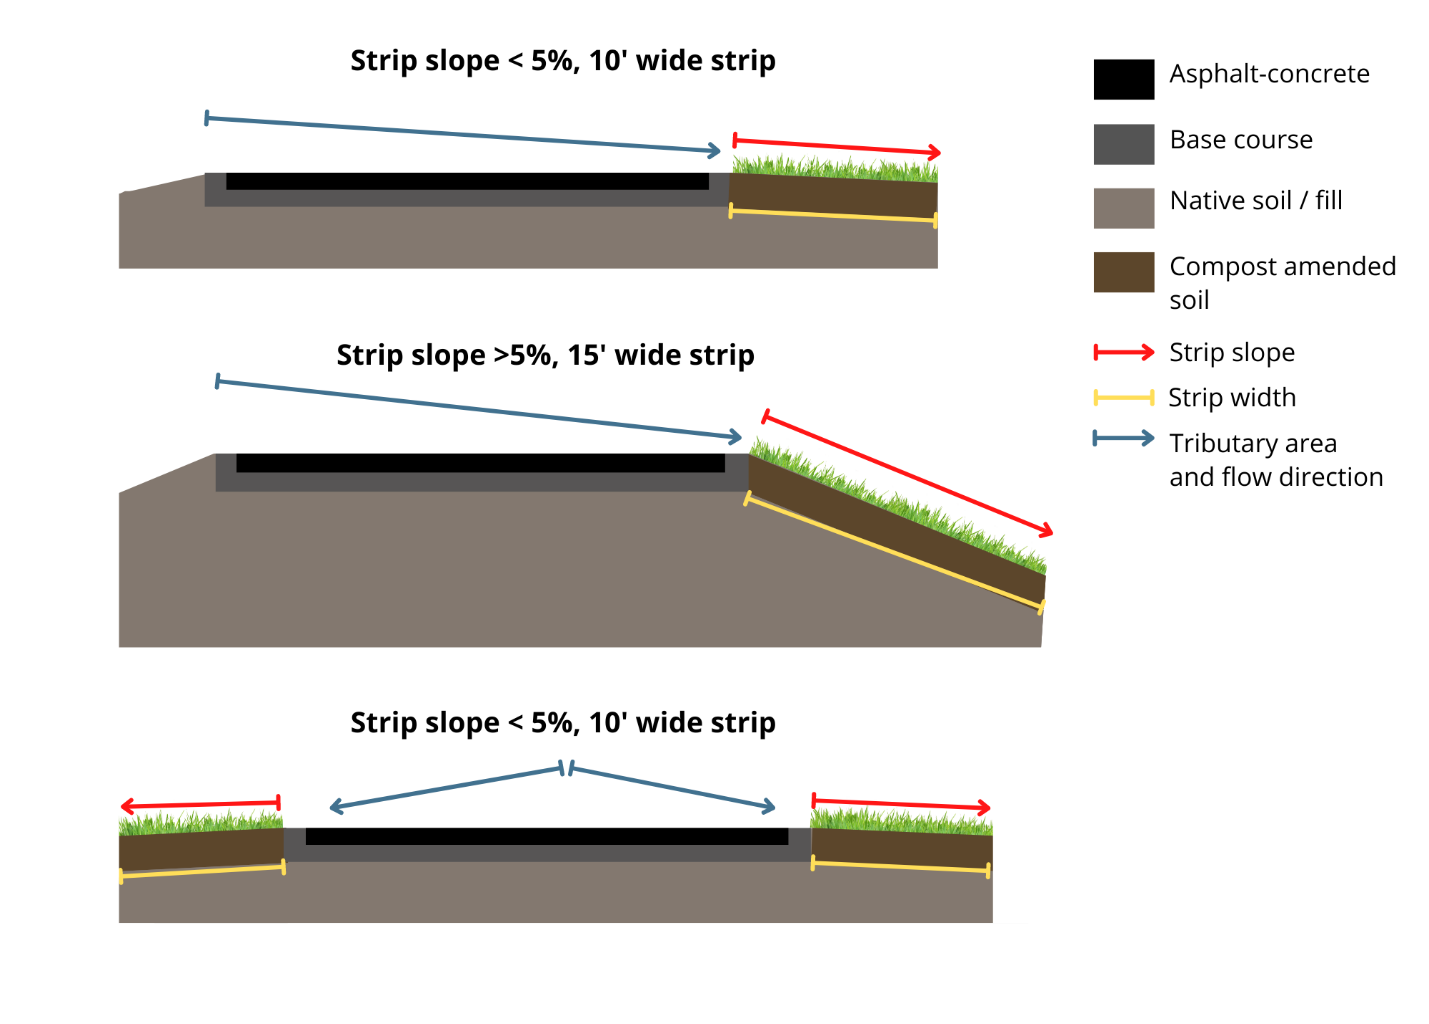 Strip slope < 5%, 10' wide strip
Strip slope >5%, 15' wide strip
Strip slope < 5%, 10' wide strip
Asphalt-concrete
Base course
Native soil / fill
Compost amended
soil
Strip slope
Strip width
Tributary area
and flow direction